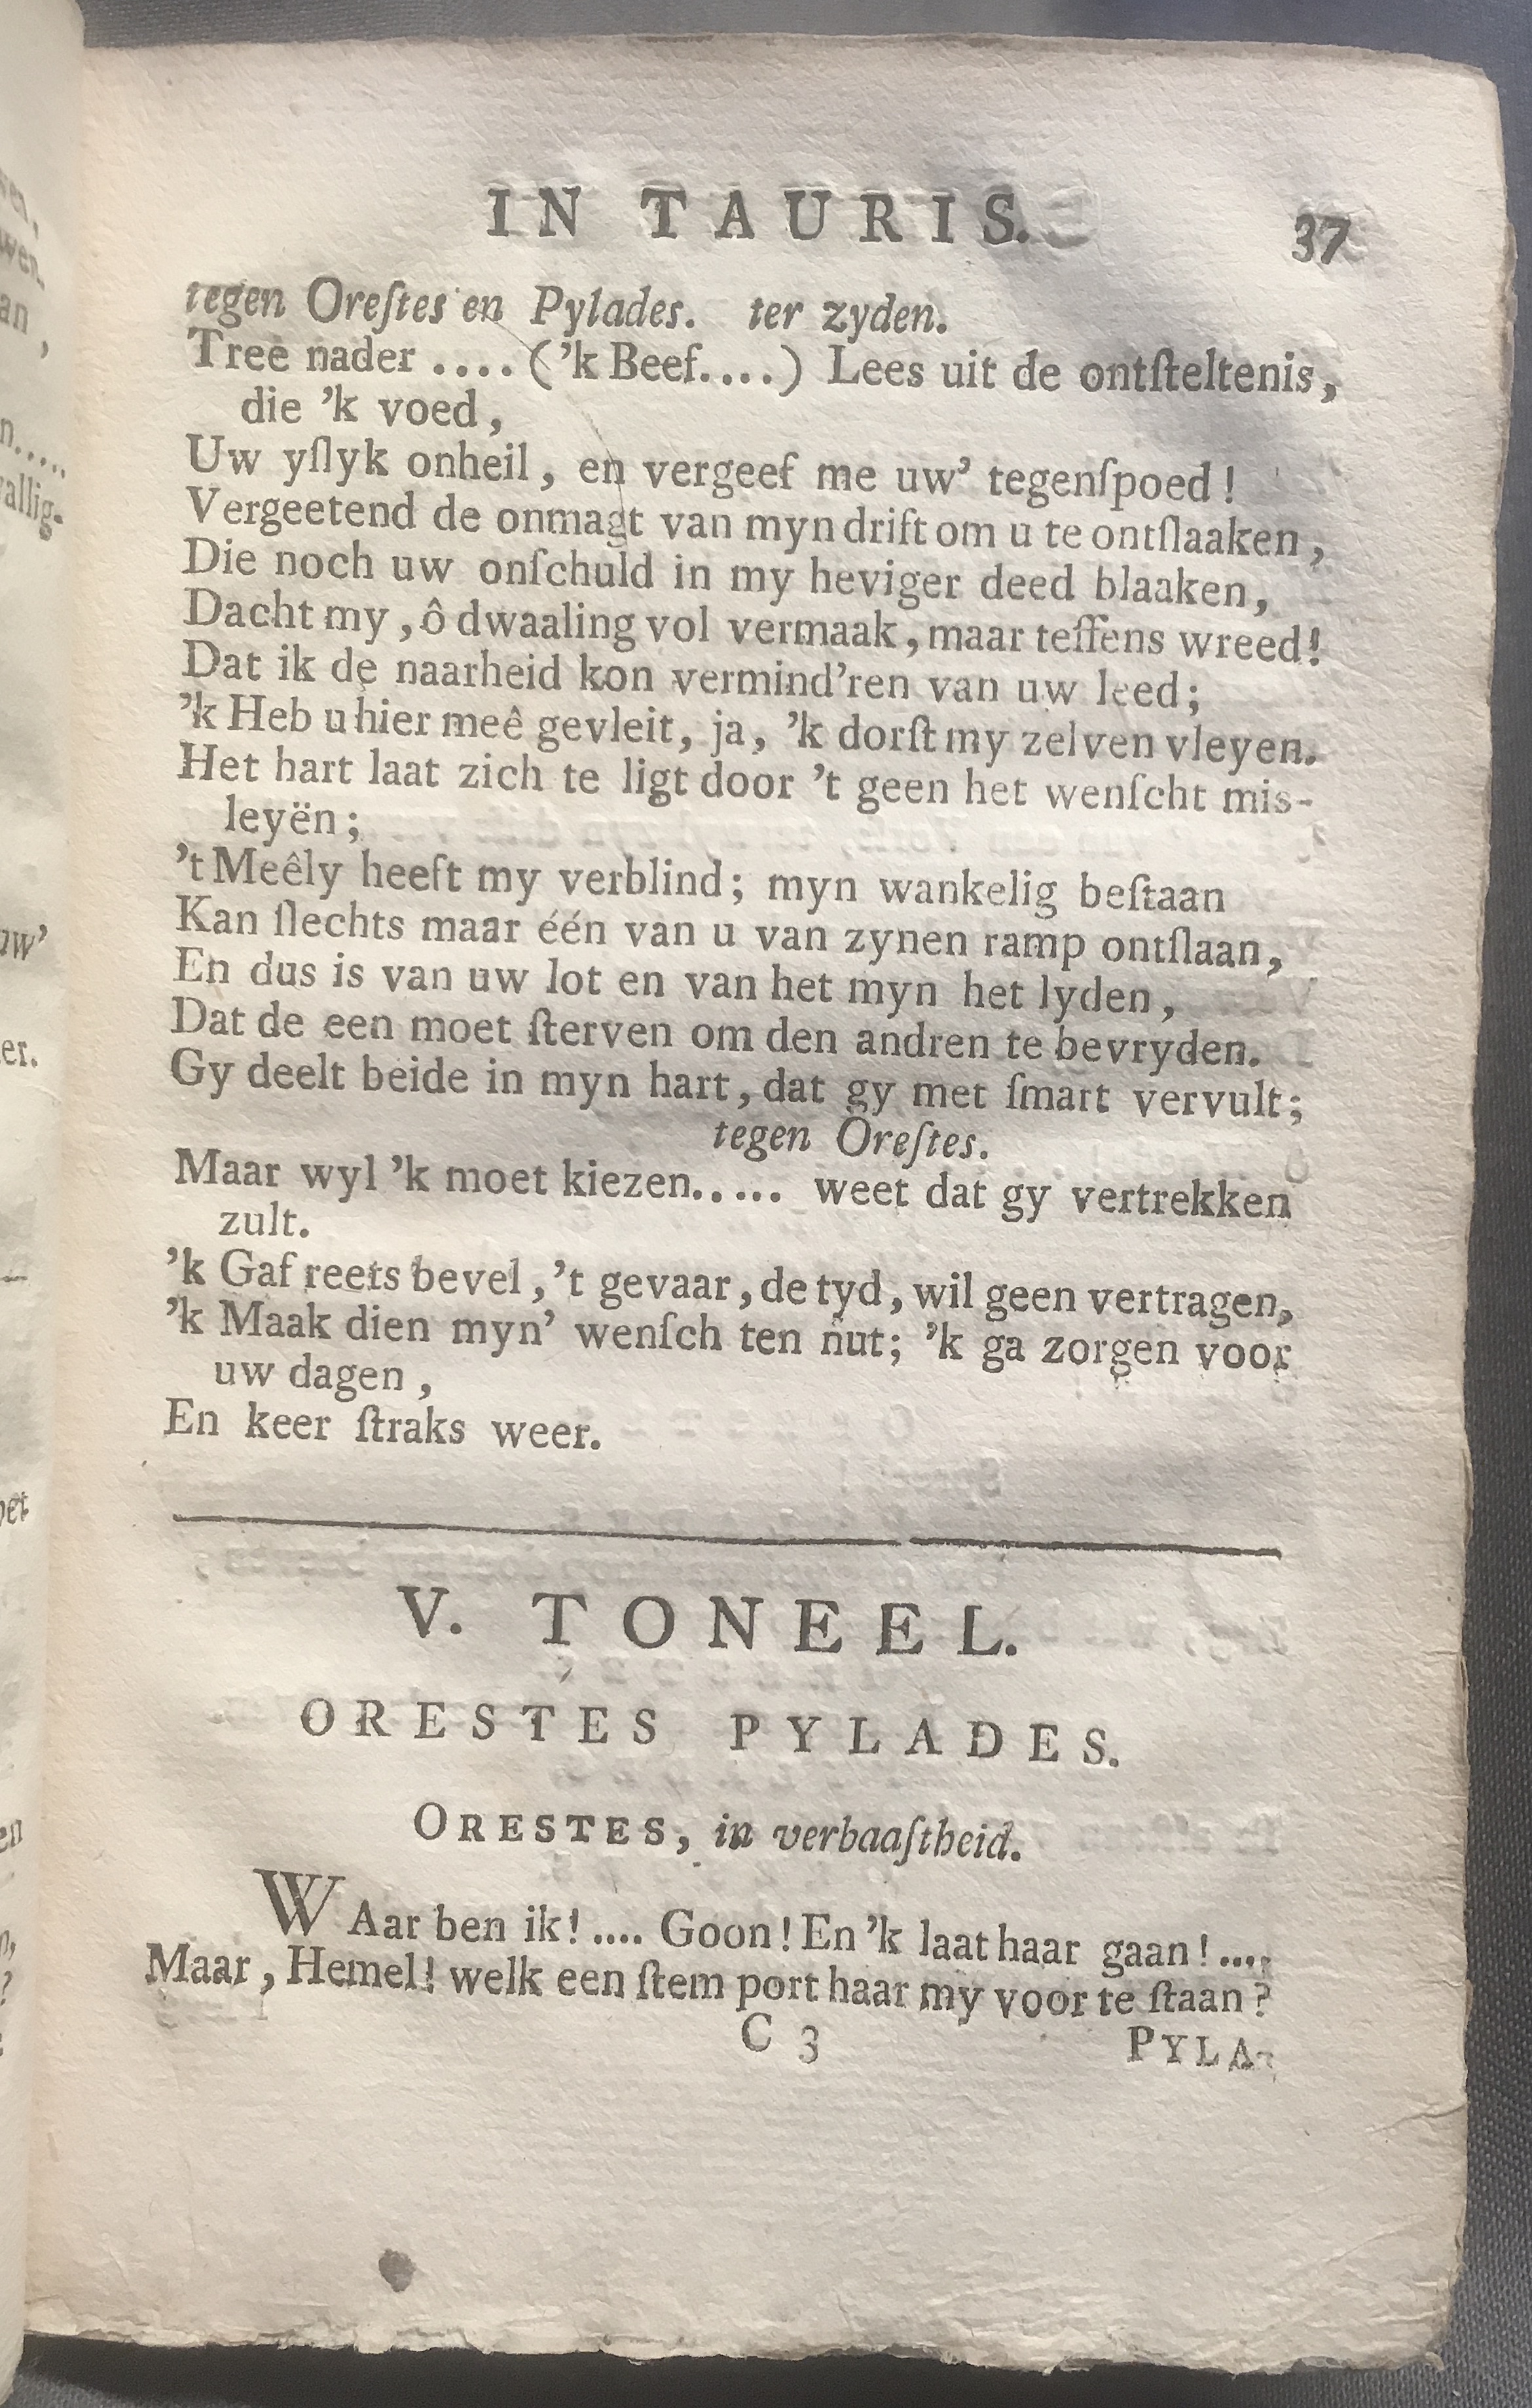 IN TAURIS. 37
tegen Oreſtes en Pylades. ter zyden.
Tree nader .... ('k Beef....) Lees uit de ontſteltenis,
die 'k voed,
Uw yſlyk onheil, en vergeef me uw' tegenſpoed!
Vergeetend de onmagt van myn drift om u te ontſlaaken,
Die noch uw onſchuld in my heviger deed blaaken,
Dacht my, ô dwaaling vol vermaak, maar teffens wreed!
Dat ik de naarheid kon vermind'ren van uw leed;
'k Heb u hier meê gevleit, ja, 'k dorſt my zelven vleyen.
Het hart laat zich te ligt door 't geen het wenſcht mis-
leyën;
't Meêly heeft my verblind; myn wankelig beſtaan
Kan ſlechts maar één van u van zynen ramp ontſlaan,
En dus is van uw lot en van het myn het lyden,
Dat de een moet ſterven om den andren te bevryden.
Gy deelt beide in myn hart, dat gy met ſmart vervult;
tegen Oreſtes.
Maar wyl 'k moet kiezen..... weet dat gy vertrekken
zult.
'k Gaf reets bevel, 't gevaar, de tyd, wil geen vertragen,
'k Maak dien myn' wenſch ten nut; 'k ga zorgen voor
uw dagen,
En keer ſtraks weer.
V. TONEEL.
ORESTES PYLADES.
ORESTES, in verbaaſtheid.
WAar ben ik!.... Goon! En 'k laat haar gaan!....
Maar, Hemel! welk een ſtem port haar my voor te ſtaan?
C 3 PYLA-